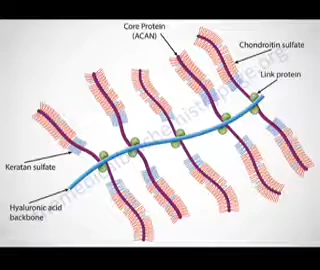 Core Protein
(ACAN)
Chondroitin sulfate
Link protein
Keratan sulfate
Hyaluronic acid
backbone